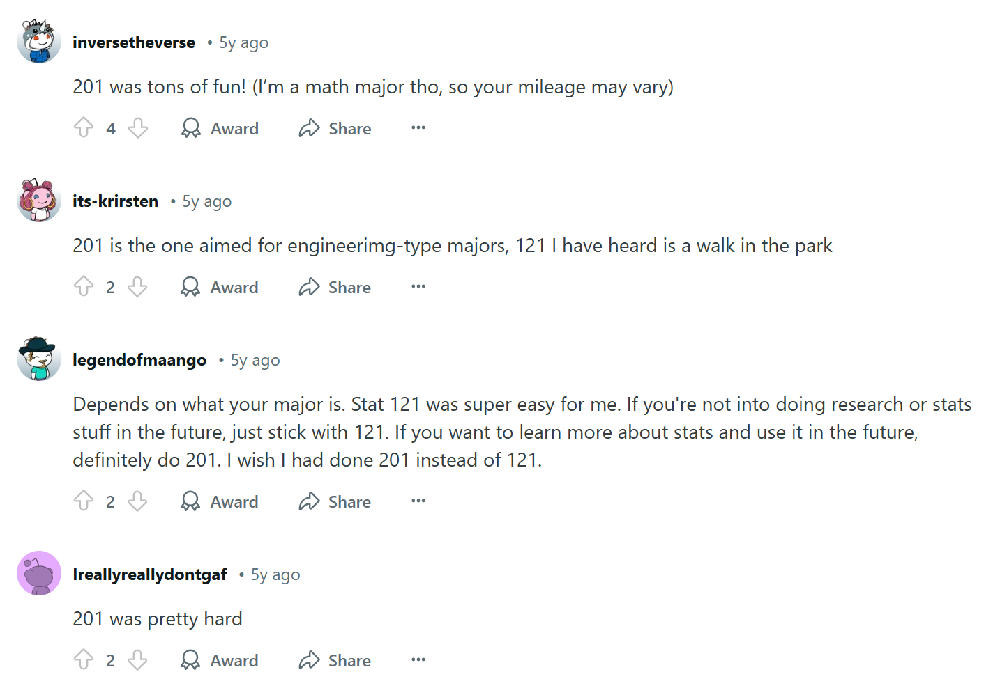 inversetheverse • 5y ago
201 was tons of fun! (I’m a math major tho, so your mileage may vary)
4 Award Share ···
its-krirsten • 5y ago
201 is the one aimed for engineerimg-type majors, 121 I have heard is a walk in the park
2 Award Share ···
legendofmaango • 5y ago
Depends on what your major is. Stat 121 was super easy for me. If you're not into doing research or stats
stuff in the future, just stick with 121. If you want to learn more about stats and use it in the future,
definitely do 201. I wish I had done 201 instead of 121.
2 Award Share ···
Ireallyreallydontgaf • 5y ago
201 was pretty hard
2 Award Share ···